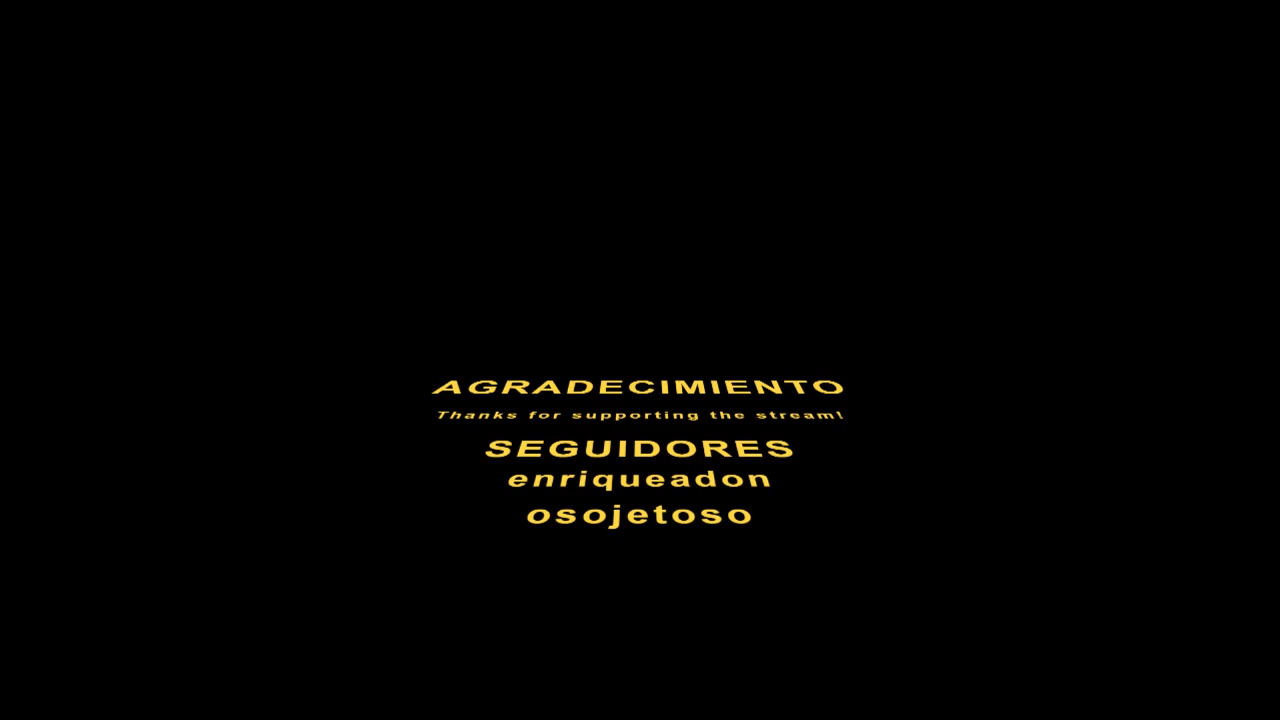 AGRADECIMIENTO
Thanks for supporting the stream!
SEGUIDORES
enriqueadon
osojetoso